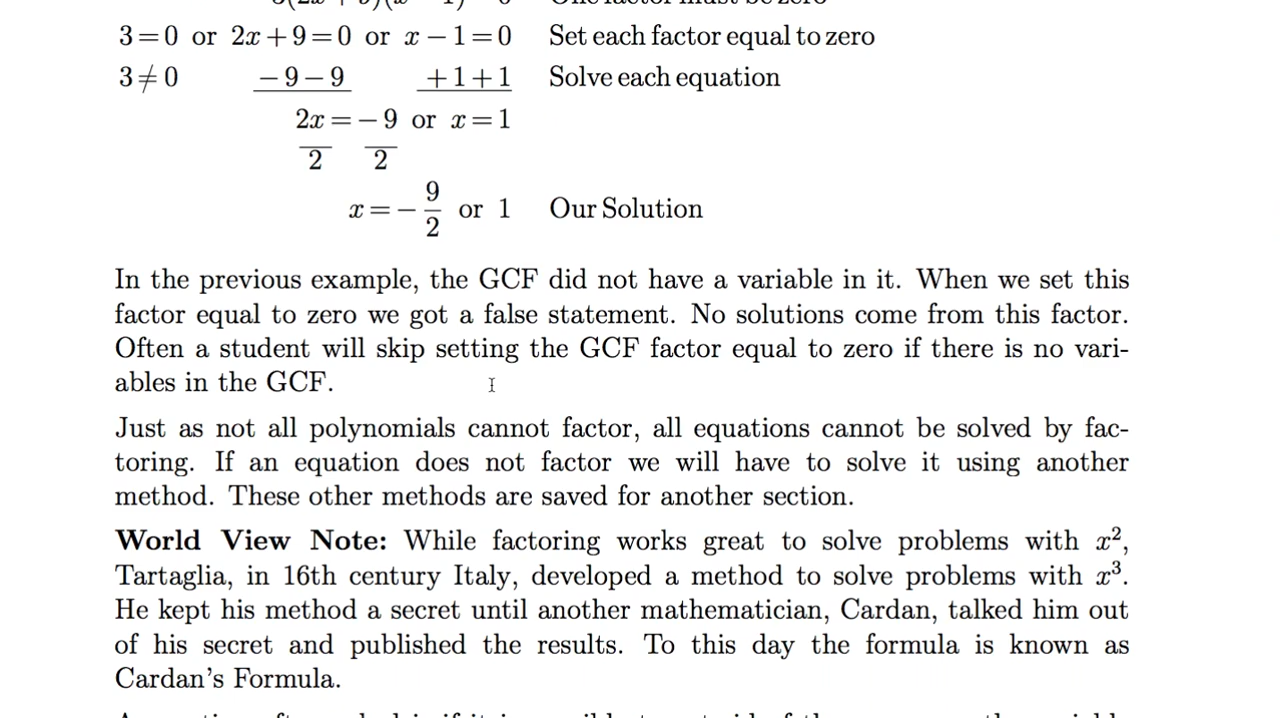 3 = 0 or 2x + 9 = 0 or x − 1 = 0 Set each factor equal to zero
3 ≠ 0 − 9 − 9 + 1 + 1 Solve each equation
2x = − 9 or x = 1
2 2
x = − 9/2 or 1 Our Solution
In the previous example, the GCF did not have a variable in it. When we set this
factor equal to zero we got a false statement. No solutions come from this factor.
Often a student will skip setting the GCF factor equal to zero if there is no vari-
ables in the GCF.
Just as not all polynomials cannot factor, all equations cannot be solved by fac-
toring. If an equation does not factor we will have to solve it using another
method. These other methods are saved for another section.
World View Note: While factoring works great to solve problems with x²,
Tartaglia, in 16th century Italy, developed a method to solve problems with x³.
He kept his method a secret until another mathematician, Cardan, talked him out
of his secret and published the results. To this day the formula is known as
Cardan's Formula.